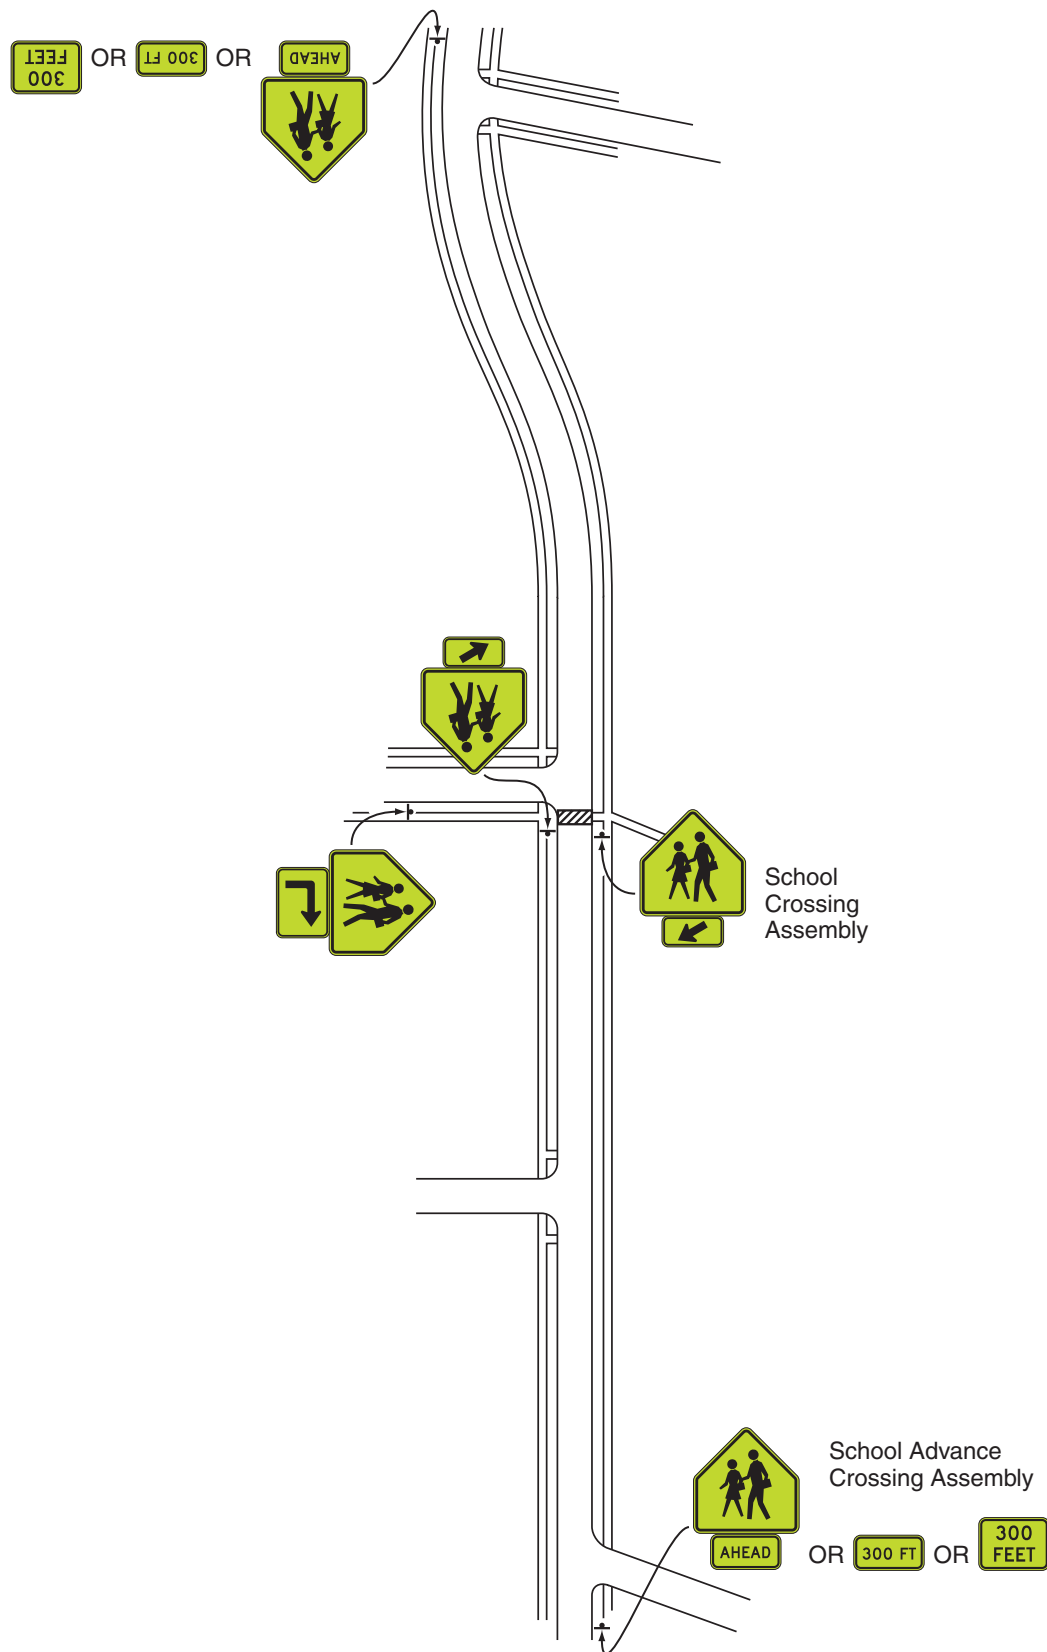 300
FEET
OR
300 FT
OR
AHEAD
School
Crossing
Assembly
School Advance
Crossing Assembly
AHEAD
OR
300 FT
OR
300
FEET